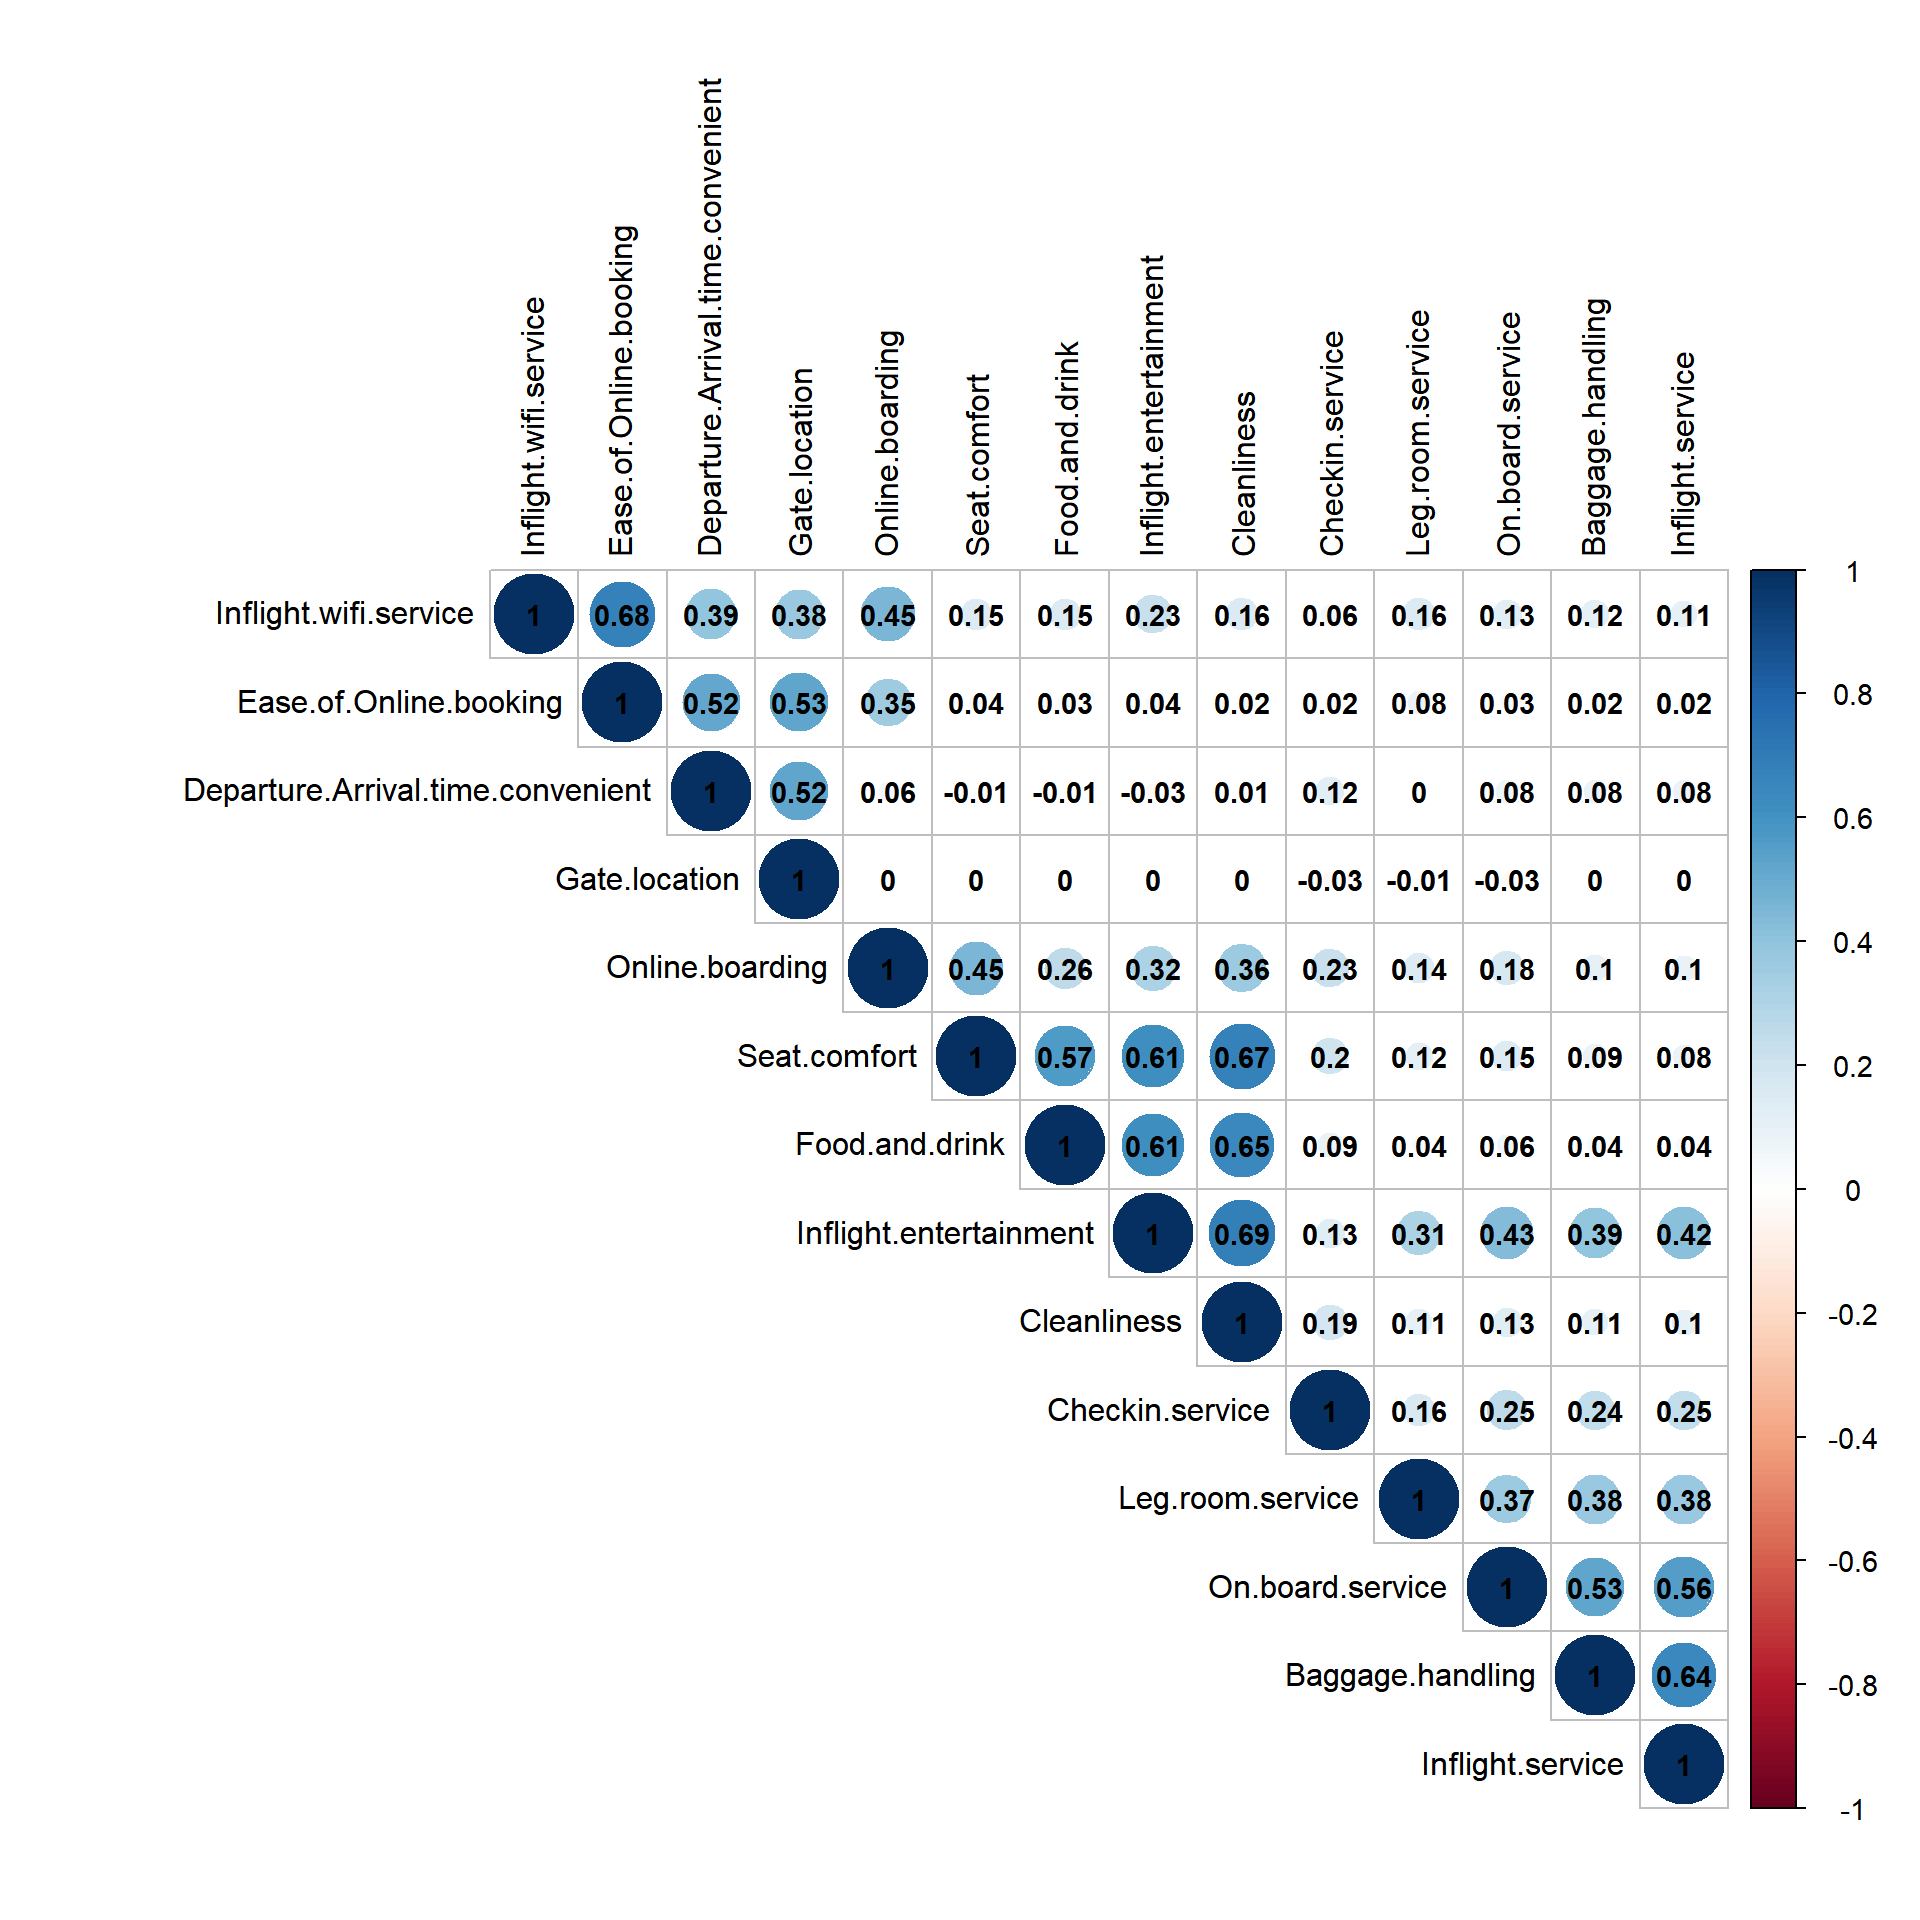 Inflight.wifi.service
Ease.of.Online.booking
Departure.Arrival.time.convenient
Gate.location
Online.boarding
Seat.comfort
Food.and.drink
Inflight.entertainment
Cleanliness
Checkin.service
Leg.room.service
On.board.service
Baggage.handling
Inflight.service
Inflight.wifi.service 1 0.68 0.39 0.38 0.45 0.15 0.15 0.23 0.16 0.06 0.16 0.13 0.12 0.11
Ease.of.Online.booking 1 0.52 0.53 0.35 0.04 0.03 0.04 0.02 0.02 0.08 0.03 0.02 0.02
Departure.Arrival.time.convenient 1 0.52 0.06 -0.01 -0.01 -0.03 0.01 0.12 0 0.08 0.08 0.08
Gate.location 1 0 0 0 0 0 -0.03 -0.01 -0.03 0 0
Online.boarding 1 0.45 0.26 0.32 0.36 0.23 0.14 0.18 0.1 0.1
Seat.comfort 1 0.57 0.61 0.67 0.2 0.12 0.15 0.09 0.08
Food.and.drink 1 0.61 0.65 0.09 0.04 0.06 0.04 0.04
Inflight.entertainment 1 0.69 0.13 0.31 0.43 0.39 0.42
Cleanliness 1 0.19 0.11 0.13 0.11 0.1
Checkin.service 1 0.16 0.25 0.24 0.25
Leg.room.service 1 0.37 0.38 0.38
On.board.service 1 0.53 0.56
Baggage.handling 1 0.64
Inflight.service 1
1
0.8
0.6
0.4
0.2
0
-0.2
-0.4
-0.6
-0.8
-1